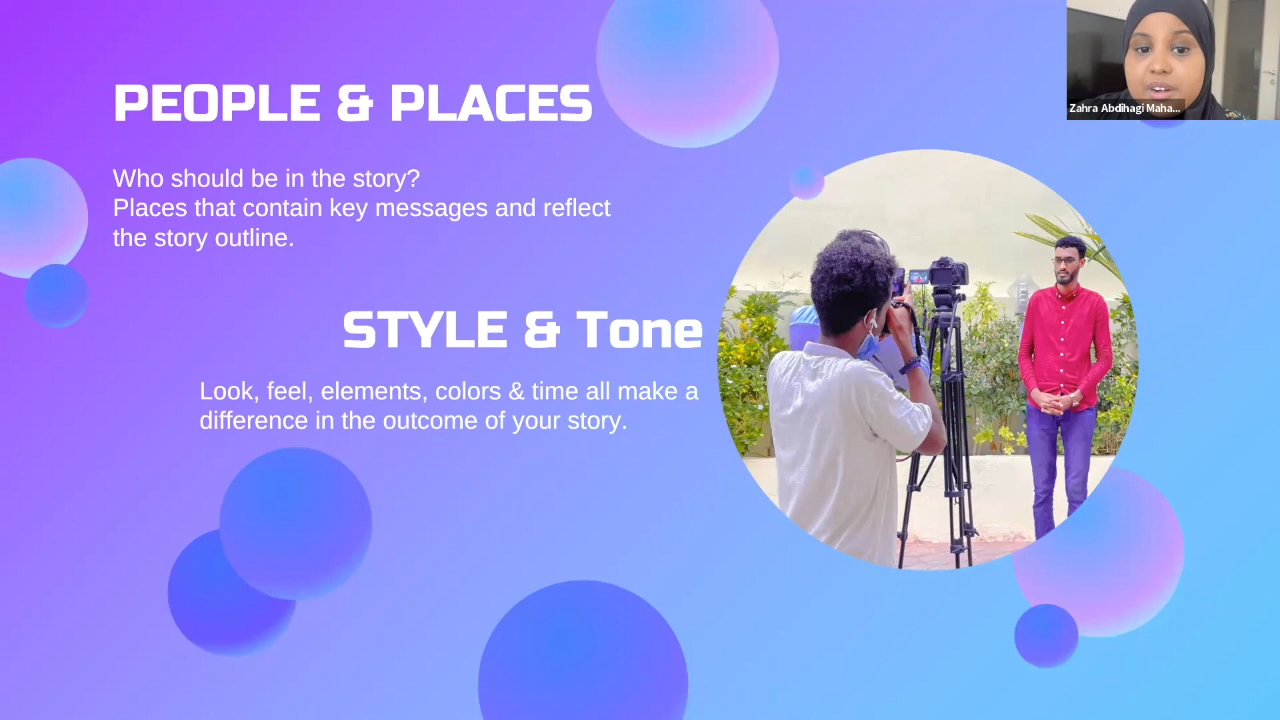 PEOPLE & PLACES
Who should be in the story?
Places that contain key messages and reflect
the story outline.
STYLE & Tone
Look, feel, elements, colors & time all make a
difference in the outcome of your story.
Zahra Abdihagi Maha...